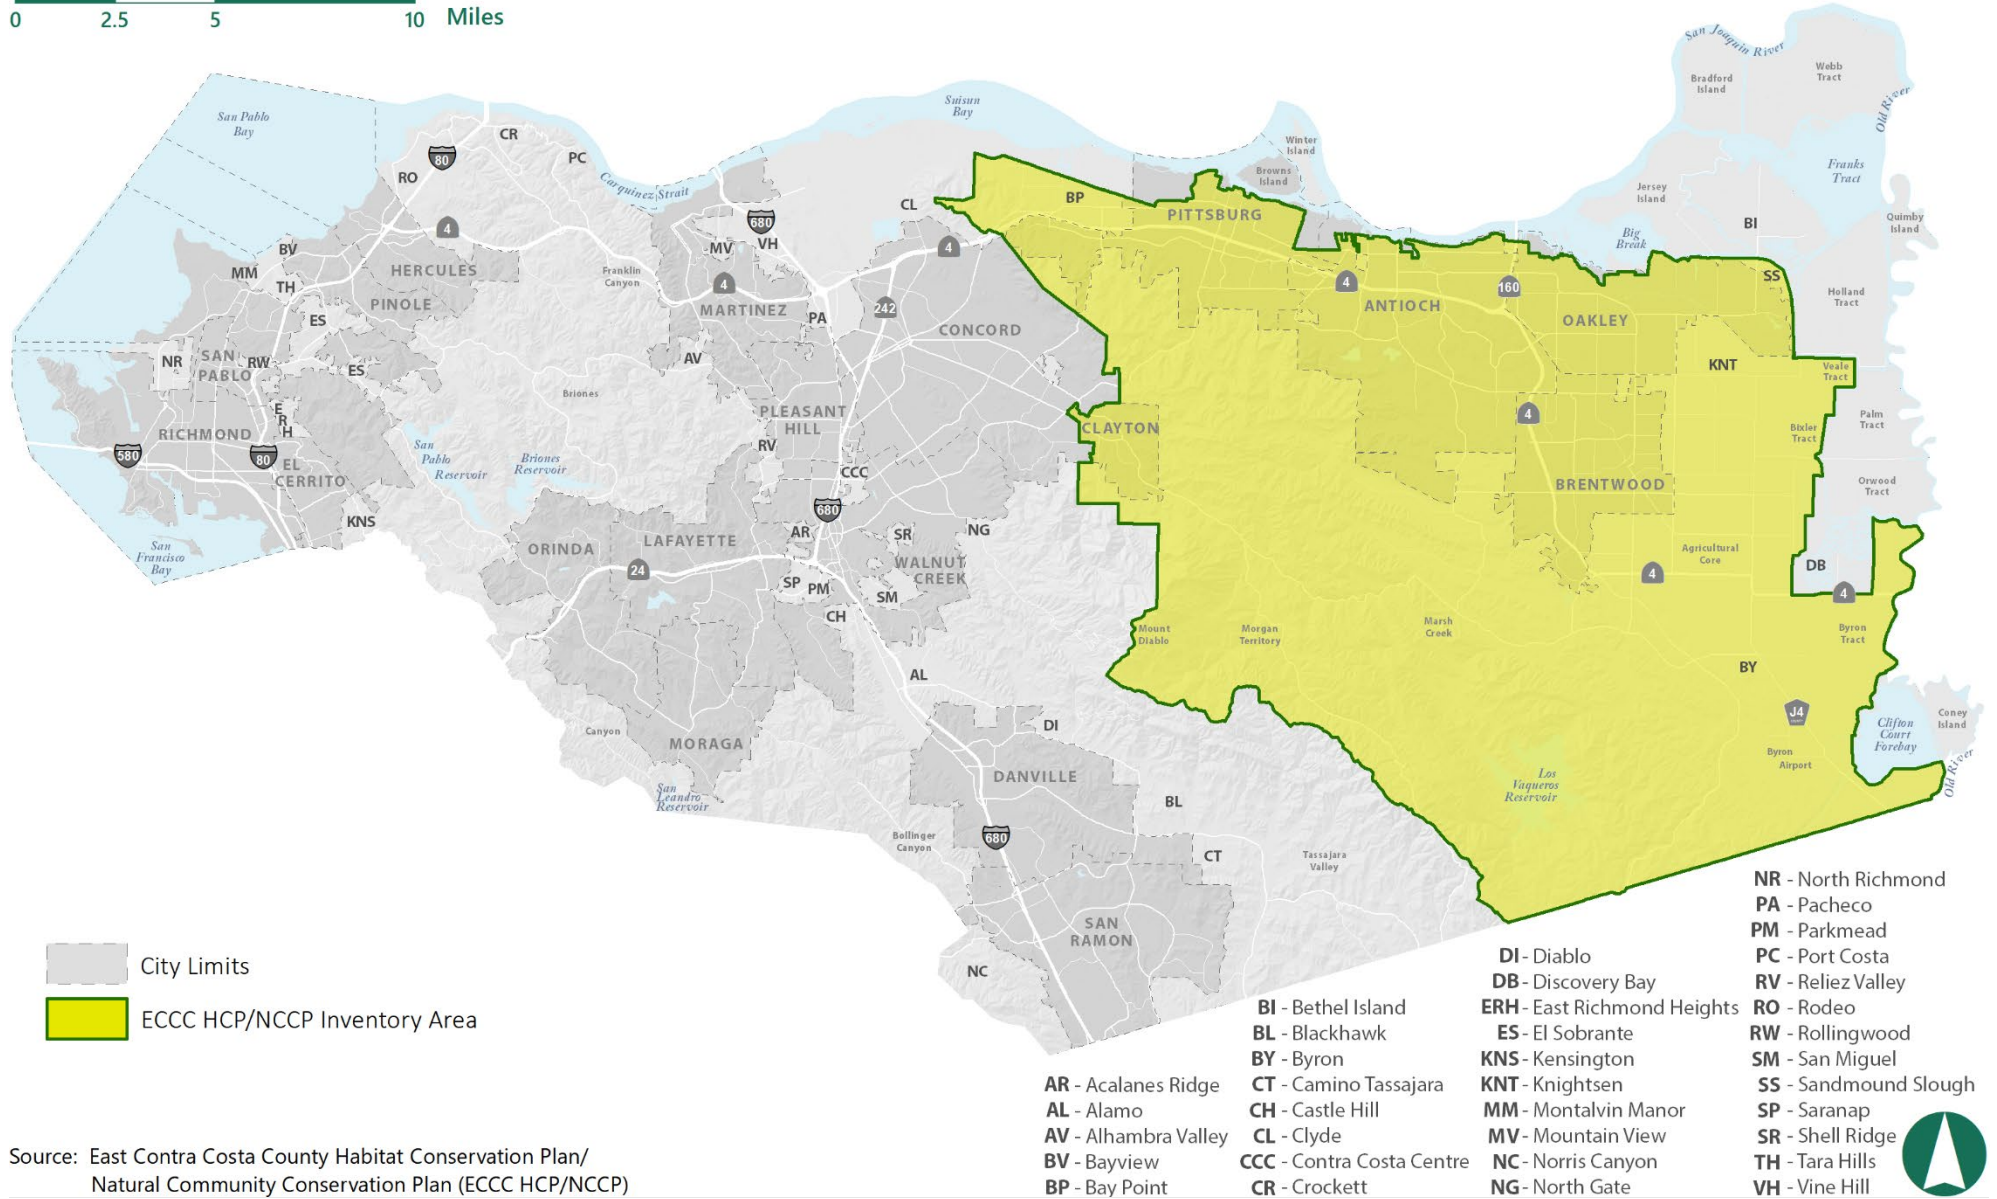 0 2.5 5 10 Miles
San Joaquin River
Bradford
Island
Webb
Tract
Old River
San Pablo
Bay
Suisun
Bay
CR
80
PC
RO
Carquinez Strait
Winter
Island
Browns
Island
Franks
Tract
Jersey
Island
BI
Quimby
Island
BP
PITTSBURG
CL
680
4
BV
MV
VH
4
Big
Break
MM
HERCULES
Franklin
Canyon
TH
4
4
160
SS
PINOLE
MARTINEZ
PA
242
ANTIOCH
OAKLEY
Holland
Tract
ES
CONCORD
NR
SAN
PABLO
RW
ES
AV
KNT
Veale
Tract
Briones
E
R
H
PLEASANT
HILL
4
Palm
Tract
RICHMOND
CLAYTON
Bixler
Tract
580
80
San
Pablo
Reservoir
Briones
Reservoir
RV
EL
CERRITO
CCC
BRENTWOOD
Orwood
Tract
KNS
680
San
Francisco
Bay
ORINDA
LAFAYETTE
AR
SR
NG
24
WALNUT
CREEK
Agricultural
Core
4
DB
SP
PM
SM
4
CH
Mount
Diablo
Morgan
Territory
Marsh
Creek
Byron
Tract
AL
BY
Canyon
MORAGA
DI
J4
Clifton
Court
Forebay
Coney
Island
San
Leandro
Reservoir
DANVILLE
Los
Vaqueros
Reservoir
Byron
Airport
Old River
BL
Bollinger
Canyon
680
CT
Tassajara
Valley
SAN
RAMON
NC
City Limits
ECCC HCP/NCCP Inventory Area
AR - Acalanes Ridge
AL - Alamo
AV - Alhambra Valley
BV - Bayview
BP - Bay Point
BI - Bethel Island
BL - Blackhawk
BY - Byron
CT - Camino Tassajara
CH - Castle Hill
CL - Clyde
CCC - Contra Costa Centre
CR - Crockett
DI - Diablo
DB - Discovery Bay
ERH - East Richmond Heights
ES - El Sobrante
KNS - Kensington
KNT - Knightsen
MM - Montalvin Manor
MV - Mountain View
NC - Norris Canyon
NG - North Gate
NR - North Richmond
PA - Pacheco
PM - Parkmead
PC - Port Costa
RV - Reliez Valley
RO - Rodeo
RW - Rollingwood
SM - San Miguel
SS - Sandmound Slough
SP - Saranap
SR - Shell Ridge
TH - Tara Hills
VH - Vine Hill
Source: East Contra Costa County Habitat Conservation Plan/
Natural Community Conservation Plan (ECCC HCP/NCCP)